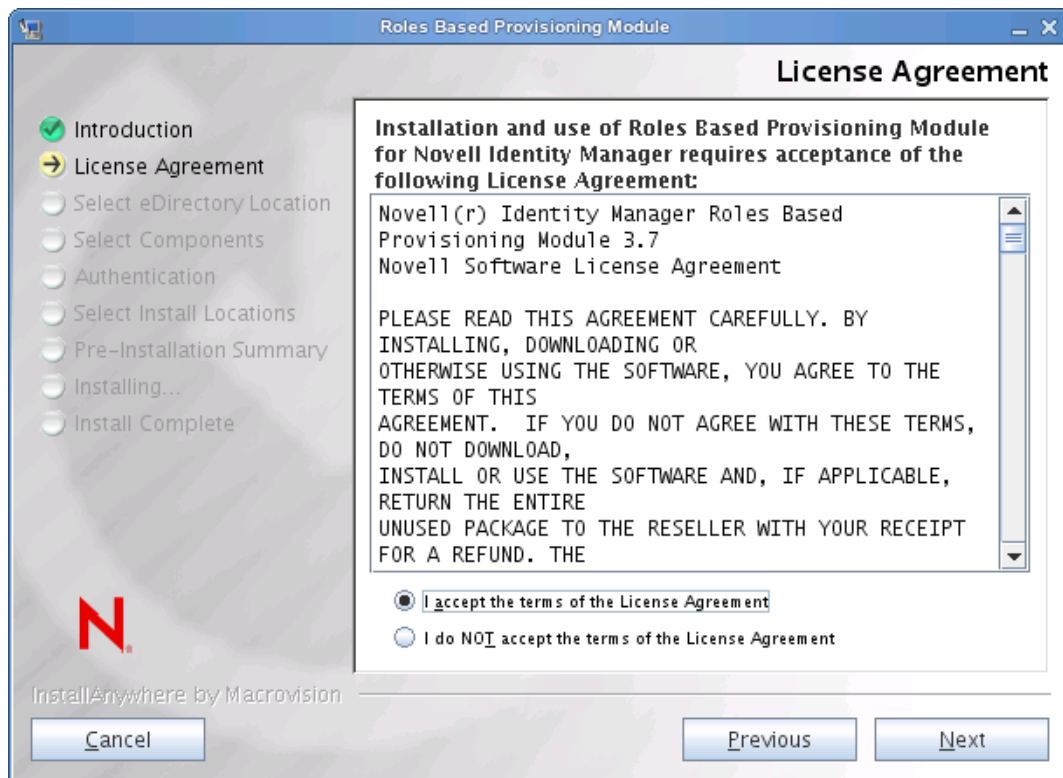 Roles Based Provisioning Module
License Agreement
Introduction
License Agreement
Select eDirectory Location
Select Components
Authentication
Select Install Locations
Pre-Installation Summary
Installing...
Install Complete
Installation and use of Roles Based Provisioning Module
for Novell Identity Manager requires acceptance of the
following License Agreement:
Novell(r) Identity Manager Roles Based
Provisioning Module 3.7
Novell Software License Agreement
PLEASE READ THIS AGREEMENT CAREFULLY. BY
INSTALLING, DOWNLOADING OR
OTHERWISE USING THE SOFTWARE, YOU AGREE TO THE
TERMS OF THIS
AGREEMENT.  IF YOU DO NOT AGREE WITH THESE TERMS,
DO NOT DOWNLOAD,
INSTALL OR USE THE SOFTWARE AND, IF APPLICABLE,
RETURN THE ENTIRE
UNUSED PACKAGE TO THE RESELLER WITH YOUR RECEIPT
FOR A REFUND. THE
I accept the terms of the License Agreement
I do NOT accept the terms of the License Agreement
N
InstallAnywhere by Macrovision
Cancel
Previous
Next